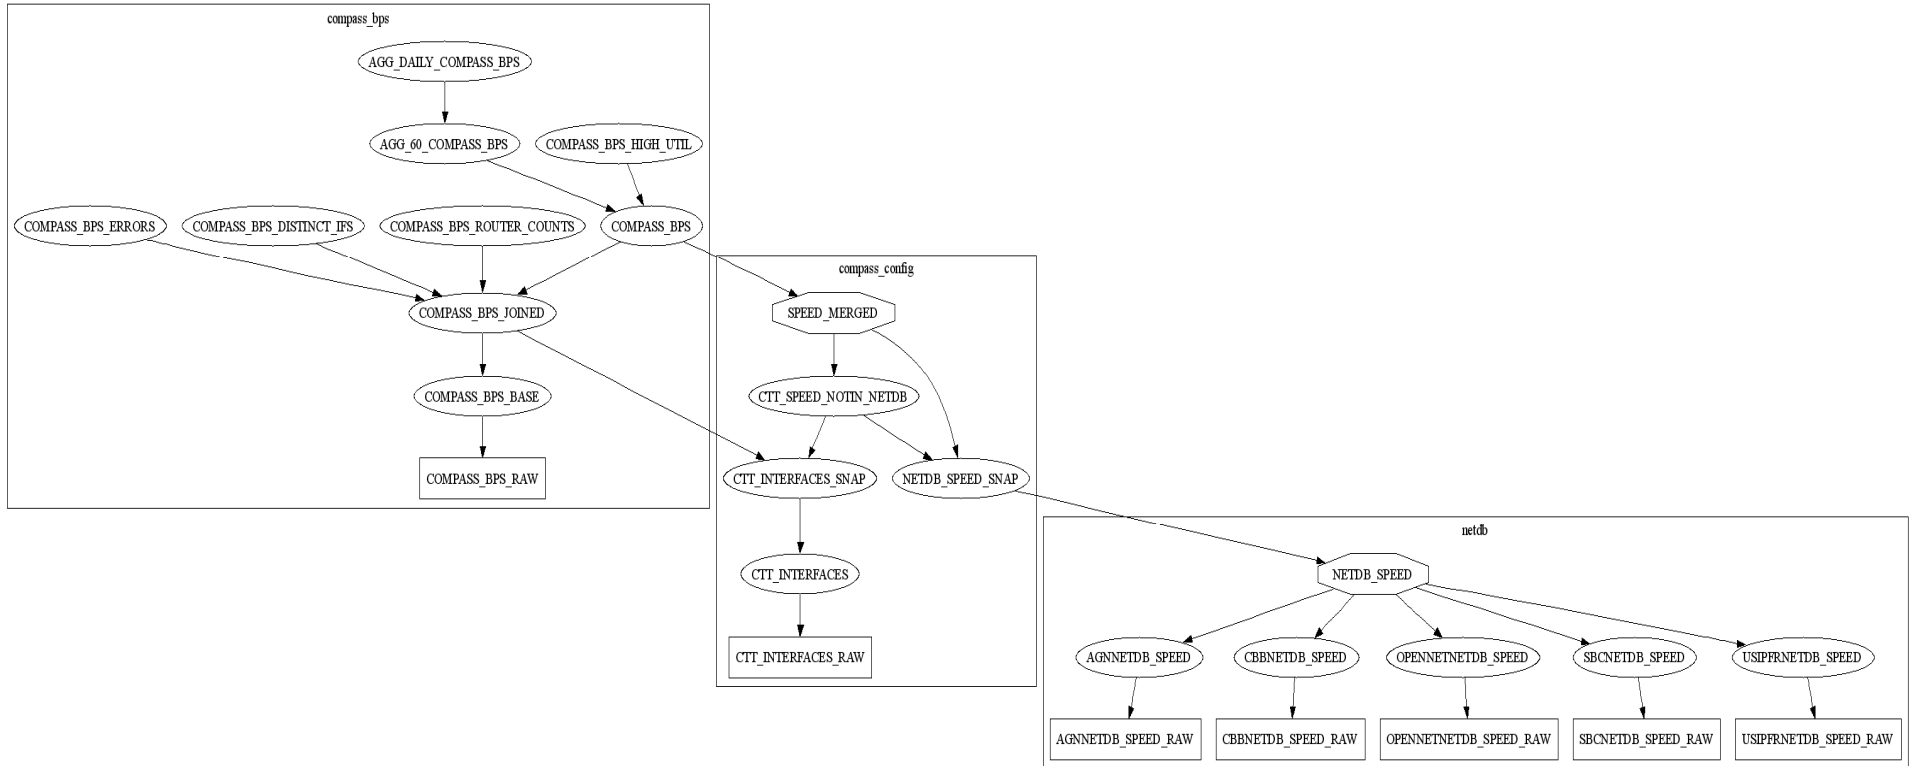 compass_bps
AGG_DAILY_COMPASS_BPS
AGG_60_COMPASS_BPS
COMPASS_BPS_HIGH_UTIL
COMPASS_BPS_ERRORS
COMPASS_BPS_DISTINCT_IFS
COMPASS_BPS_ROUTER_COUNTS
COMPASS_BPS
COMPASS_BPS_JOINED
COMPASS_BPS_BASE
COMPASS_BPS_RAW
compass_config
SPEED_MERGED
CTT_SPEED_NOTIN_NETDB
CTT_INTERFACES_SNAP
NETDB_SPEED_SNAP
CTT_INTERFACES
CTT_INTERFACES_RAW
netdb
NETDB_SPEED
AGNNETDB_SPEED
CBBNETDB_SPEED
OPENNETNETDB_SPEED
SBCNETDB_SPEED
USIPFRNETDB_SPEED
AGNNETDB_SPEED_RAW
CBBNETDB_SPEED_RAW
OPENNETNETDB_SPEED_RAW
SBCNETDB_SPEED_RAW
USIPFRNETDB_SPEED_RAW